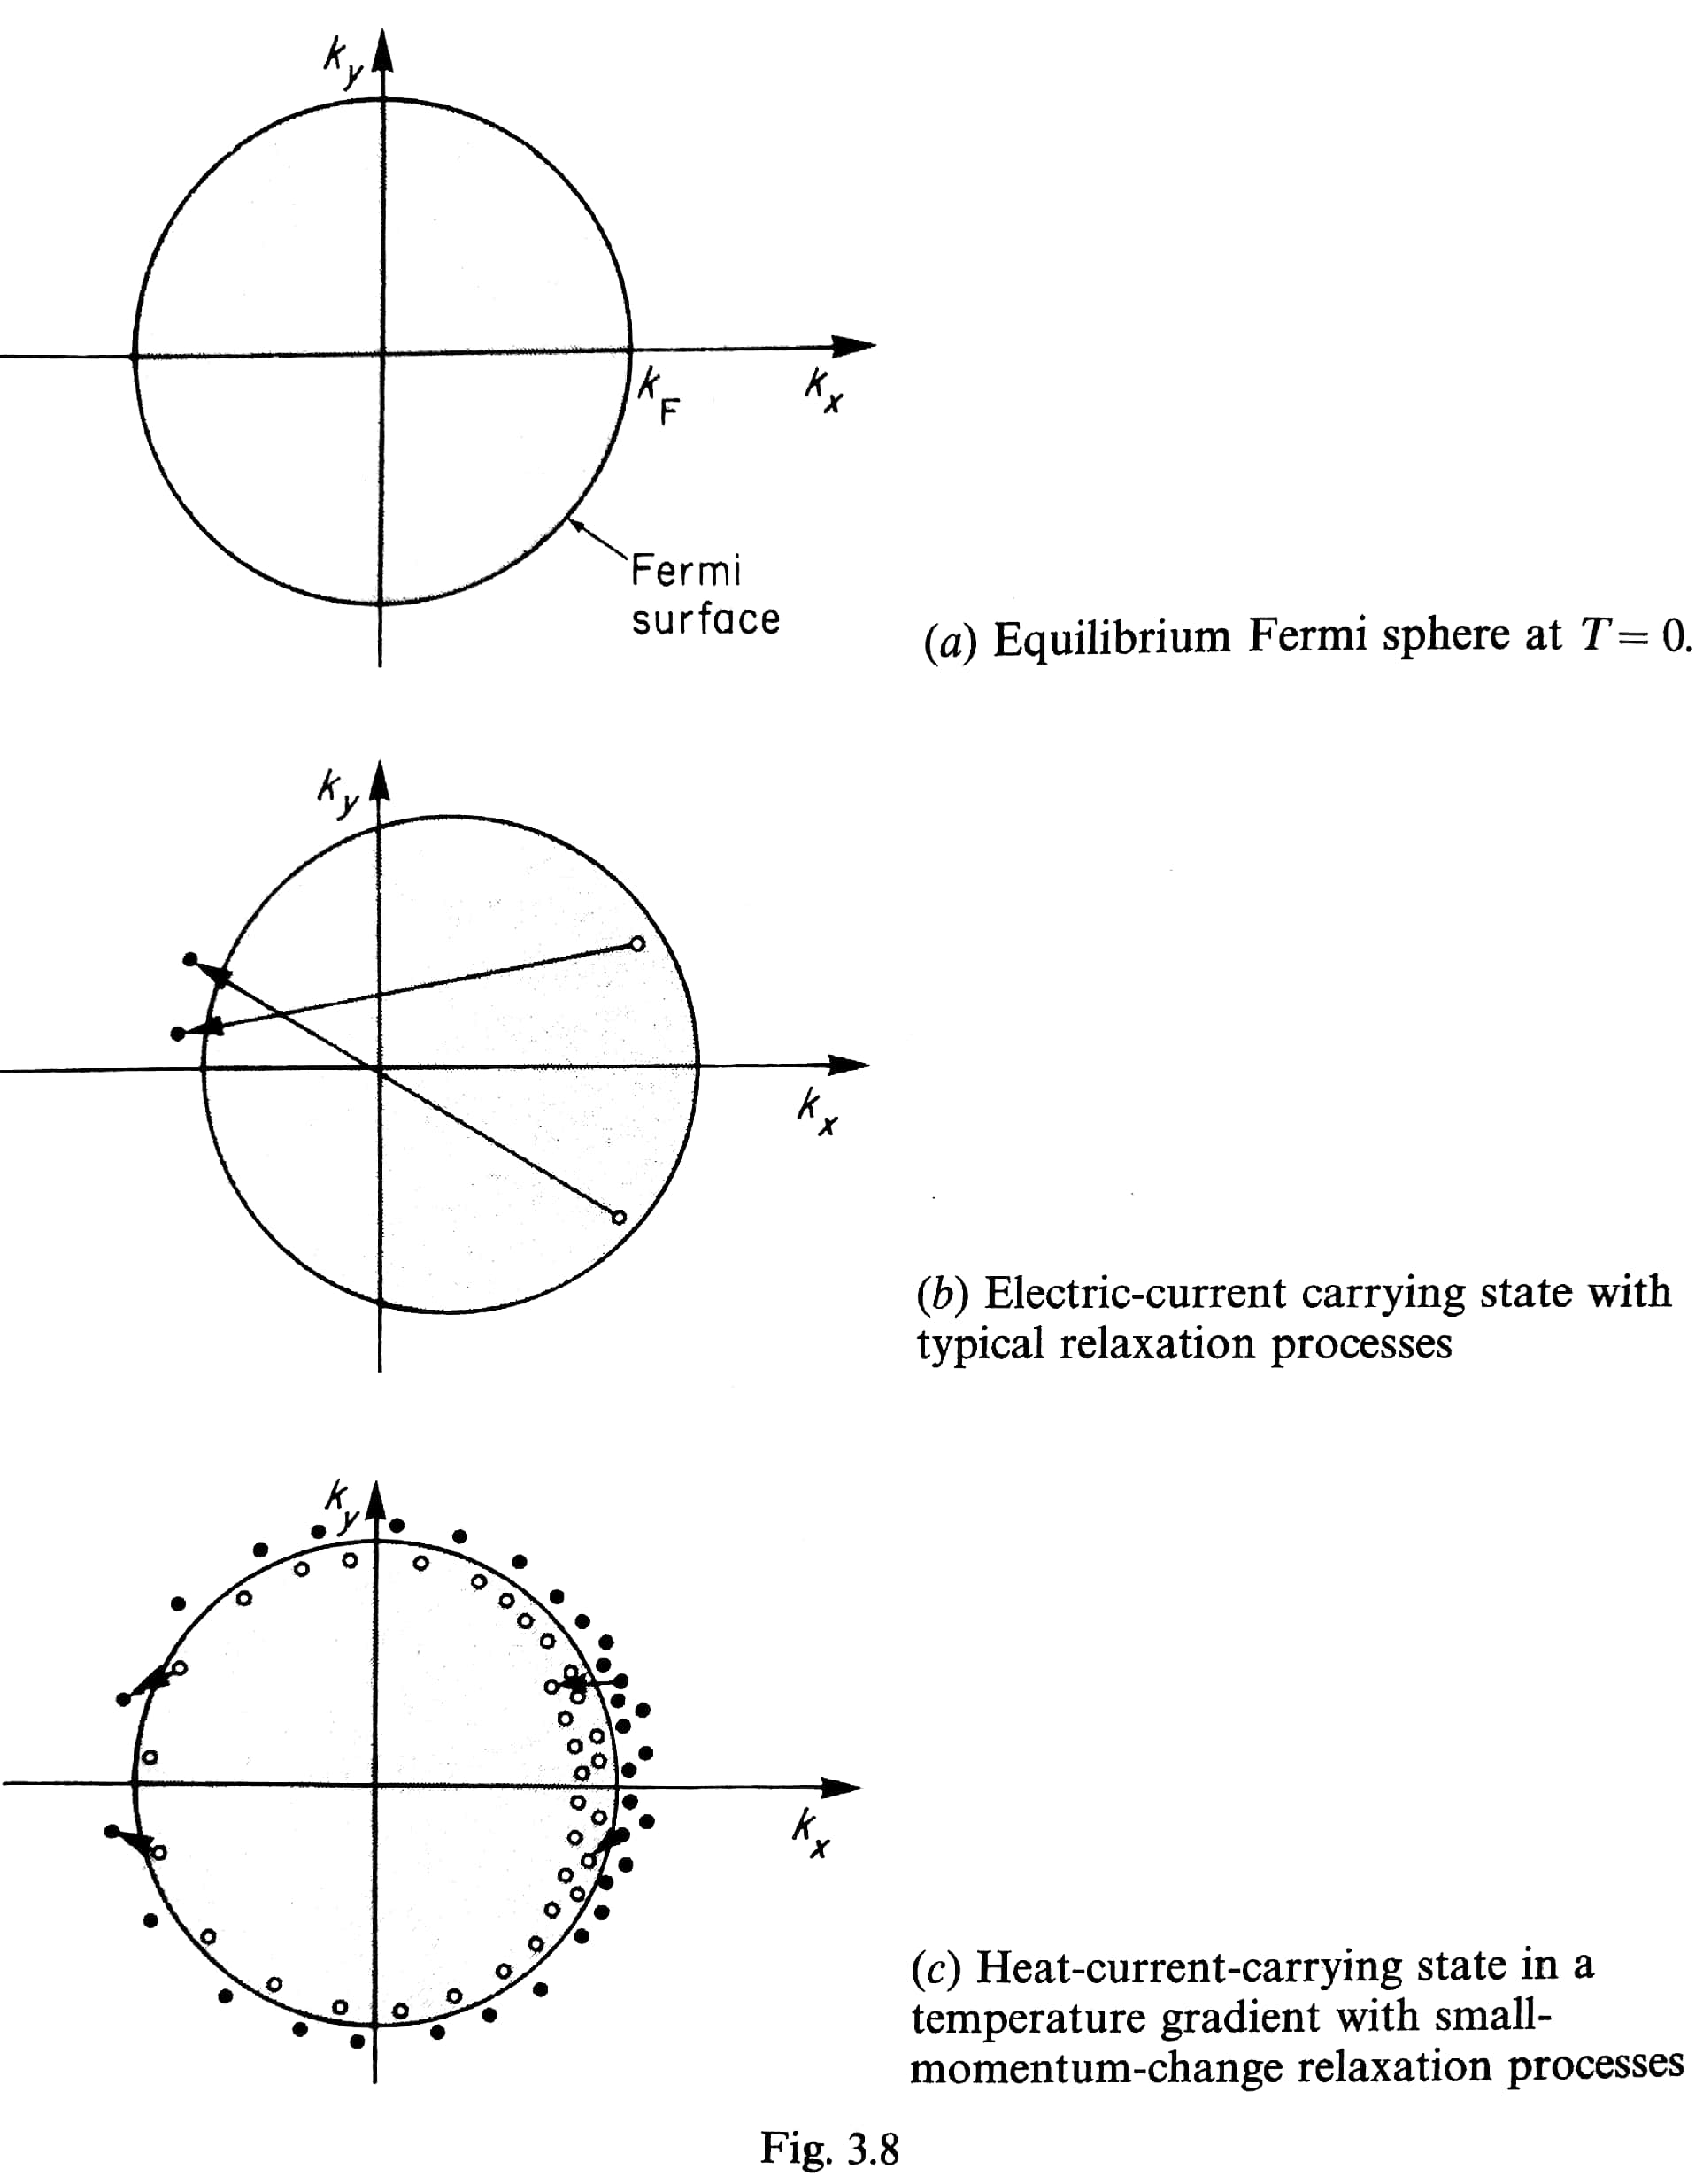 k_y
k_F
k_x
Fermi
surface
(a) Equilibrium Fermi sphere at T = 0.
k_y
k_x
(b) Electric-current carrying state with
typical relaxation processes
k_y
k_x
(c) Heat-current-carrying state in a
temperature gradient with small-
momentum-change relaxation processes
Fig. 3.8